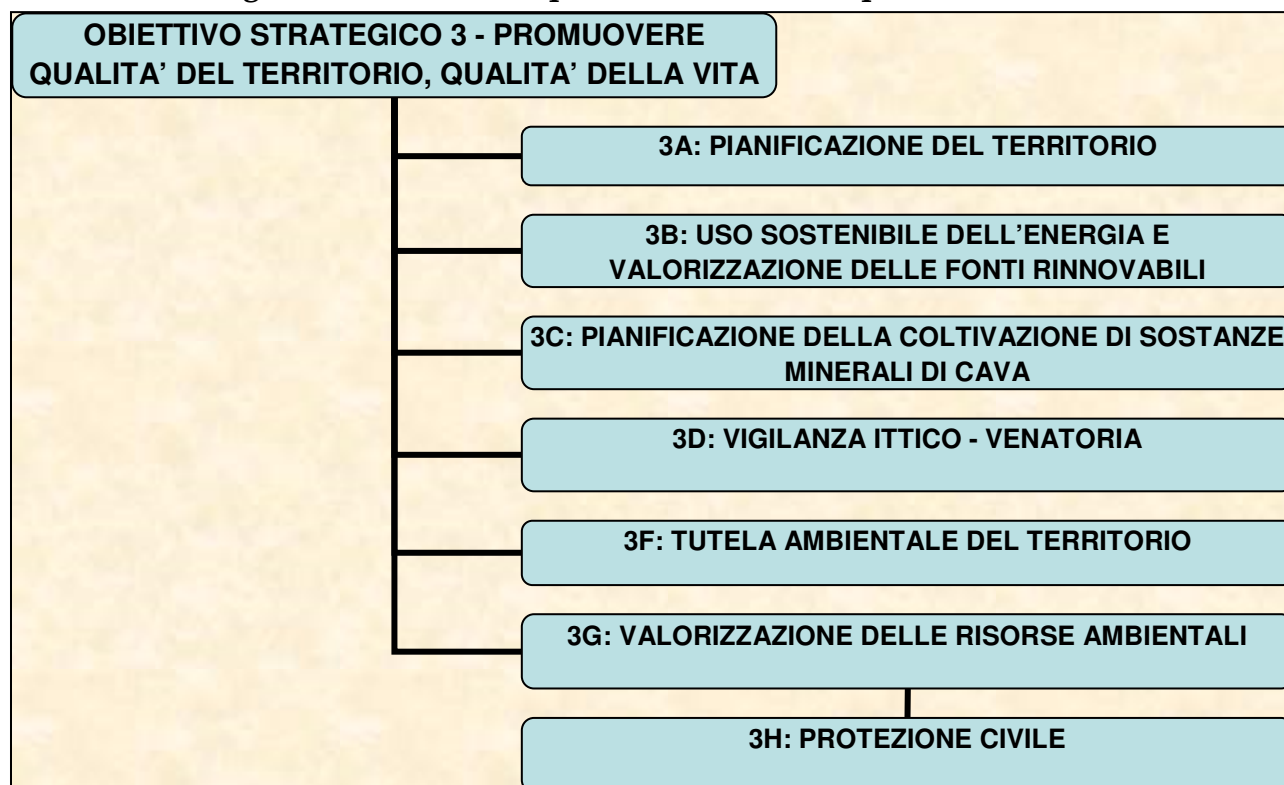 OBIETTIVO STRATEGICO 3 - PROMUOVERE
QUALITA’ DEL TERRITORIO, QUALITA’ DELLA VITA
3A: PIANIFICAZIONE DEL TERRITORIO
3B: USO SOSTENIBILE DELL’ENERGIA E
VALORIZZAZIONE DELLE FONTI RINNOVABILI
3C: PIANIFICAZIONE DELLA COLTIVAZIONE DI SOSTANZE
MINERALI DI CAVA
3D: VIGILANZA ITTICO - VENATORIA
3F: TUTELA AMBIENTALE DEL TERRITORIO
3G: VALORIZZAZIONE DELLE RISORSE AMBIENTALI
3H: PROTEZIONE CIVILE